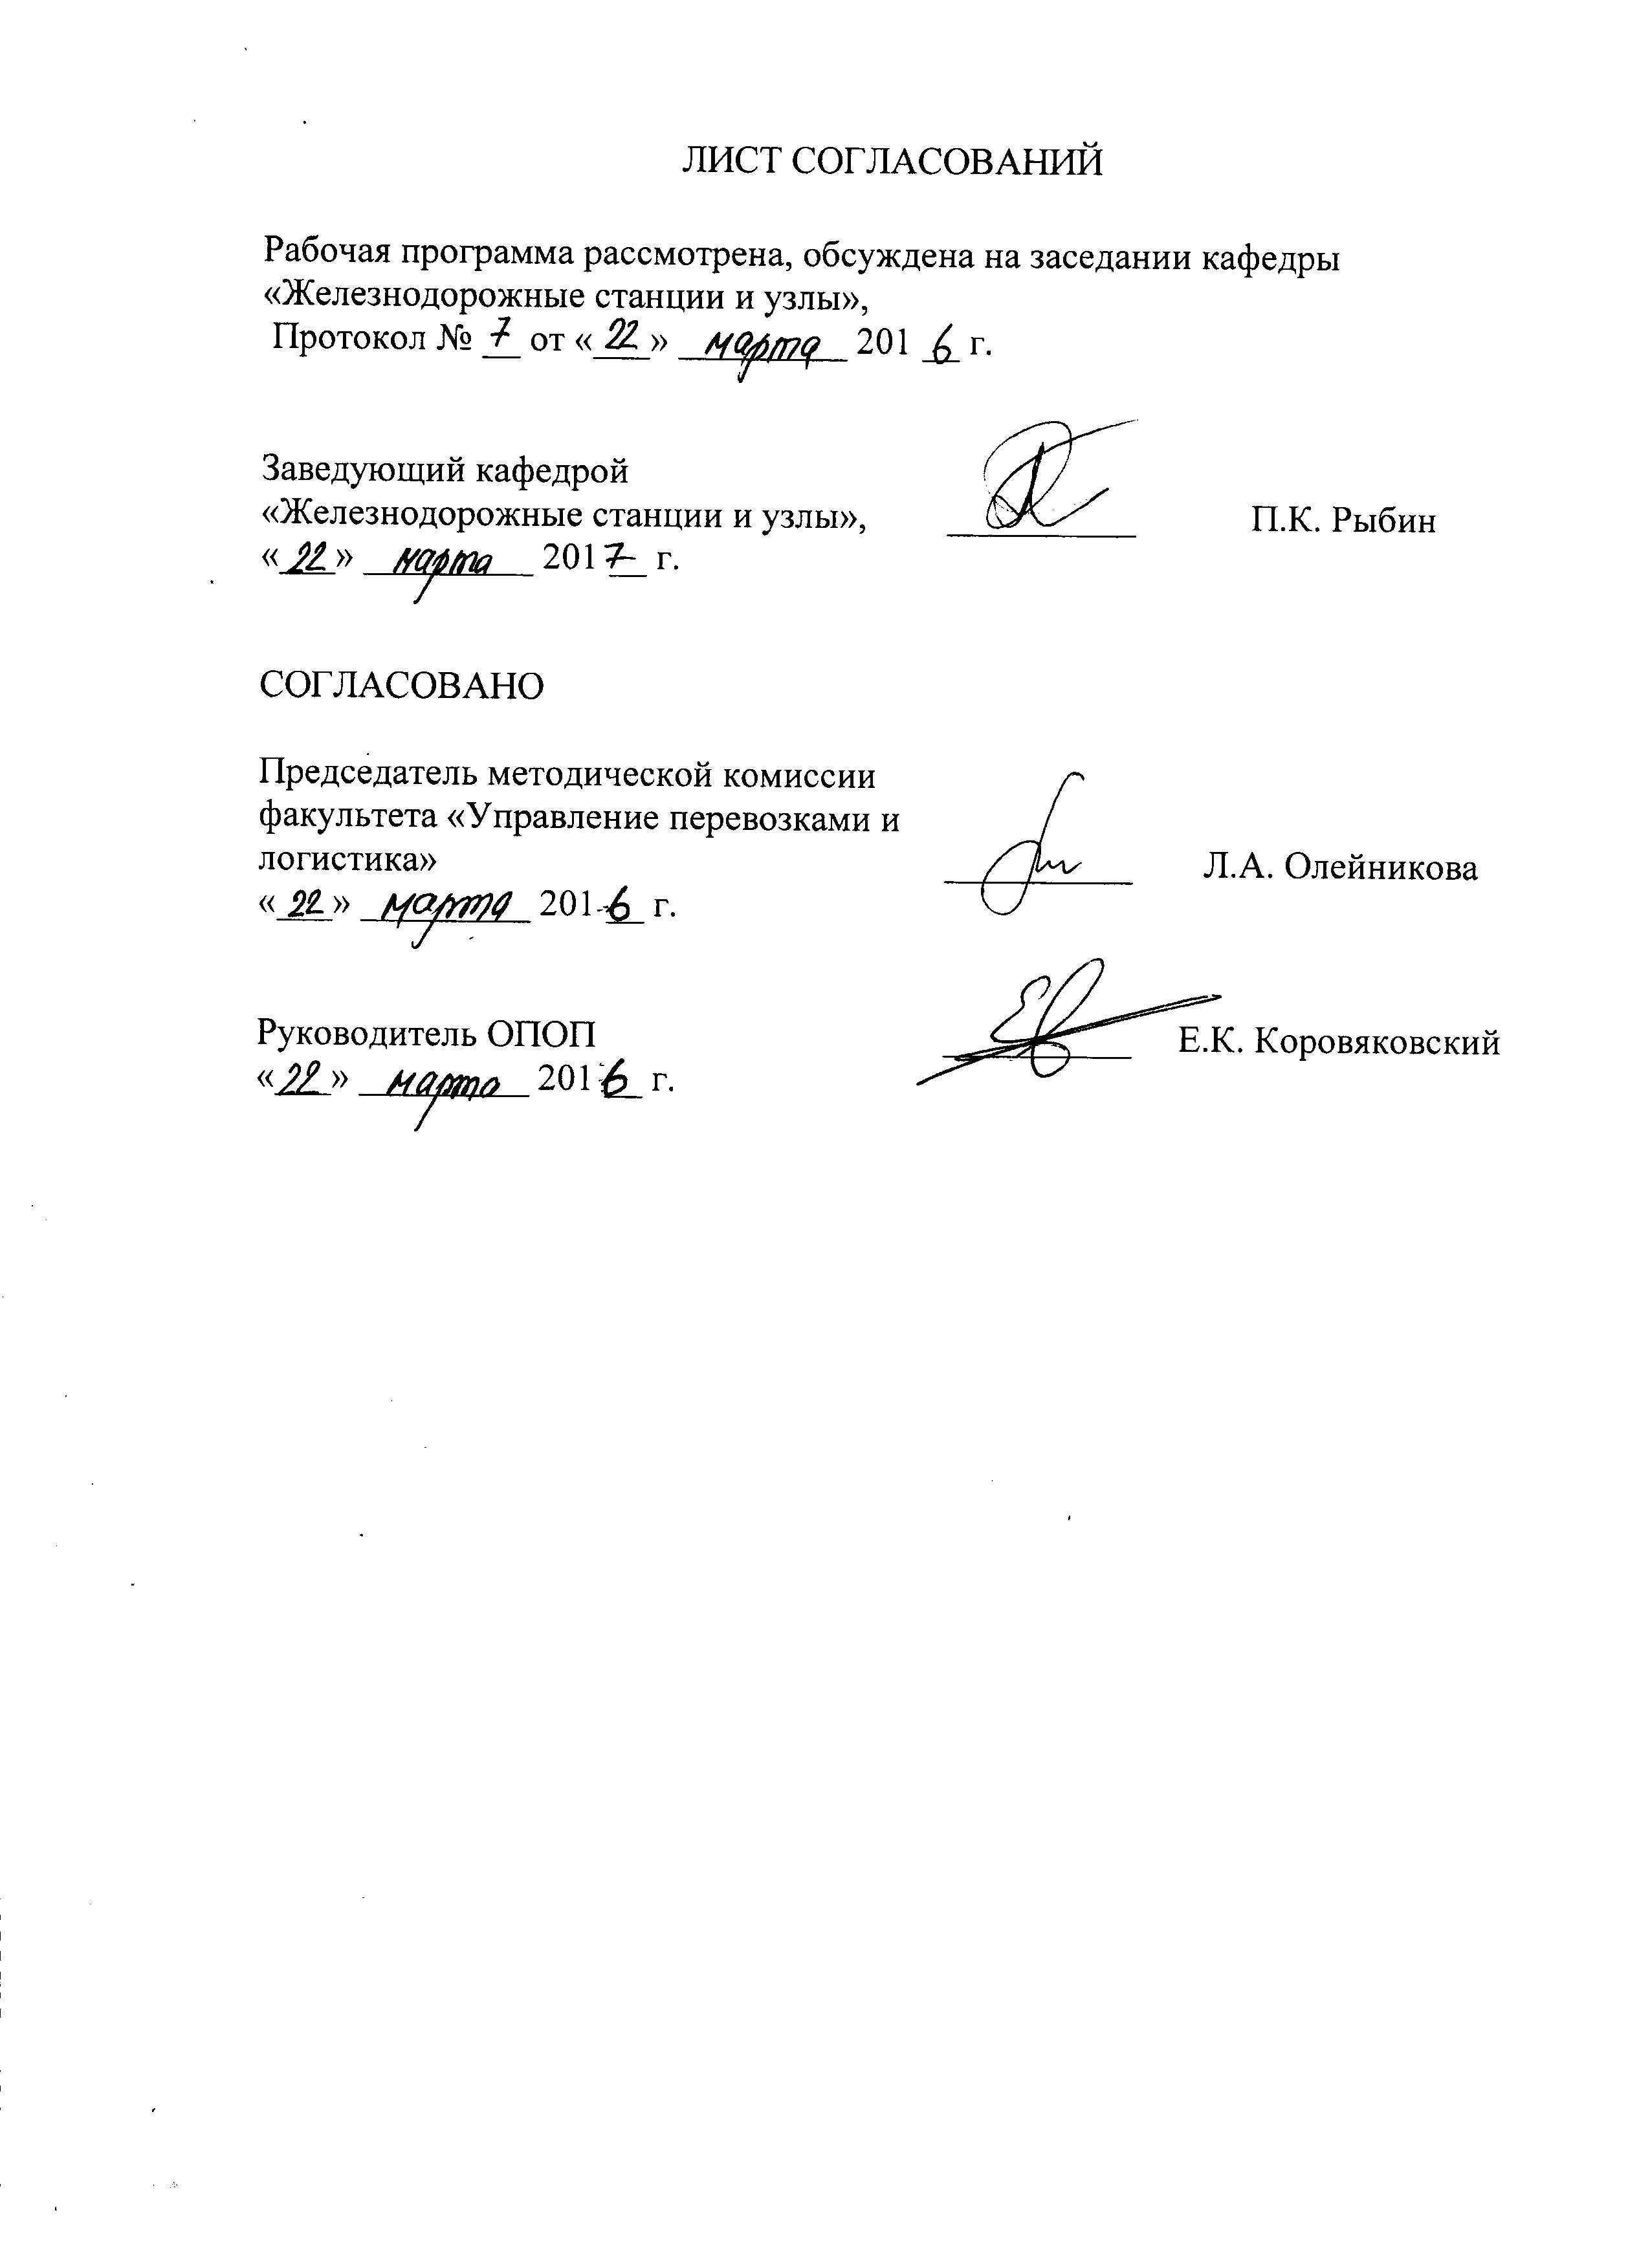 ЛИСТ СОГЛАСОВАНИЙ
Рабочая программа рассмотрена, обсуждена на заседании кафедры
«Железнодорожные станции и узлы»,
Протокол № 7 от «22» марта 201 6 г.
Заведующий кафедрой
«Железнодорожные станции и узлы», П.К. Рыбин
«22» марта 2017 г.
СОГЛАСОВАНО
Председатель методической комиссии
факультета «Управление перевозками и
логистика» Л.А. Олейникова
«22» марта 2016 г.
Руководитель ОПОП Е.К. Коровяковский
«22» марта 2016 г.